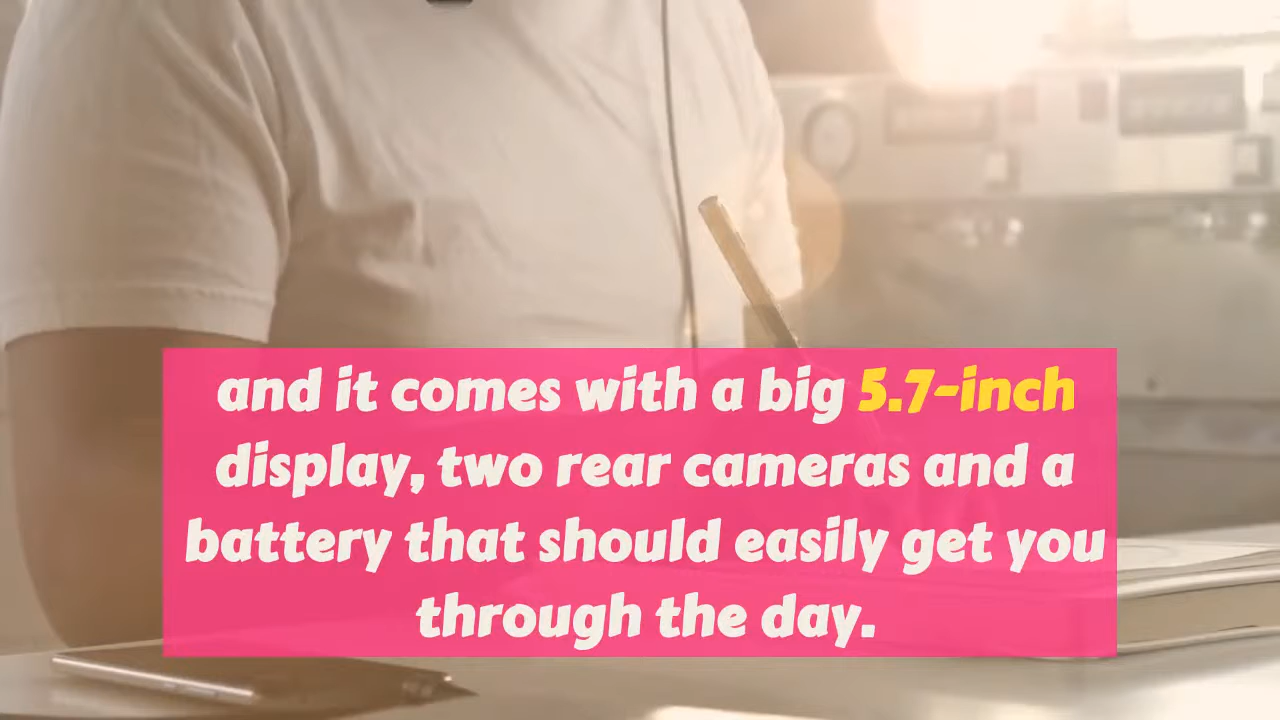 and it comes with a big 5.7-inch
display, two rear cameras and a
battery that should easily get you
through the day.